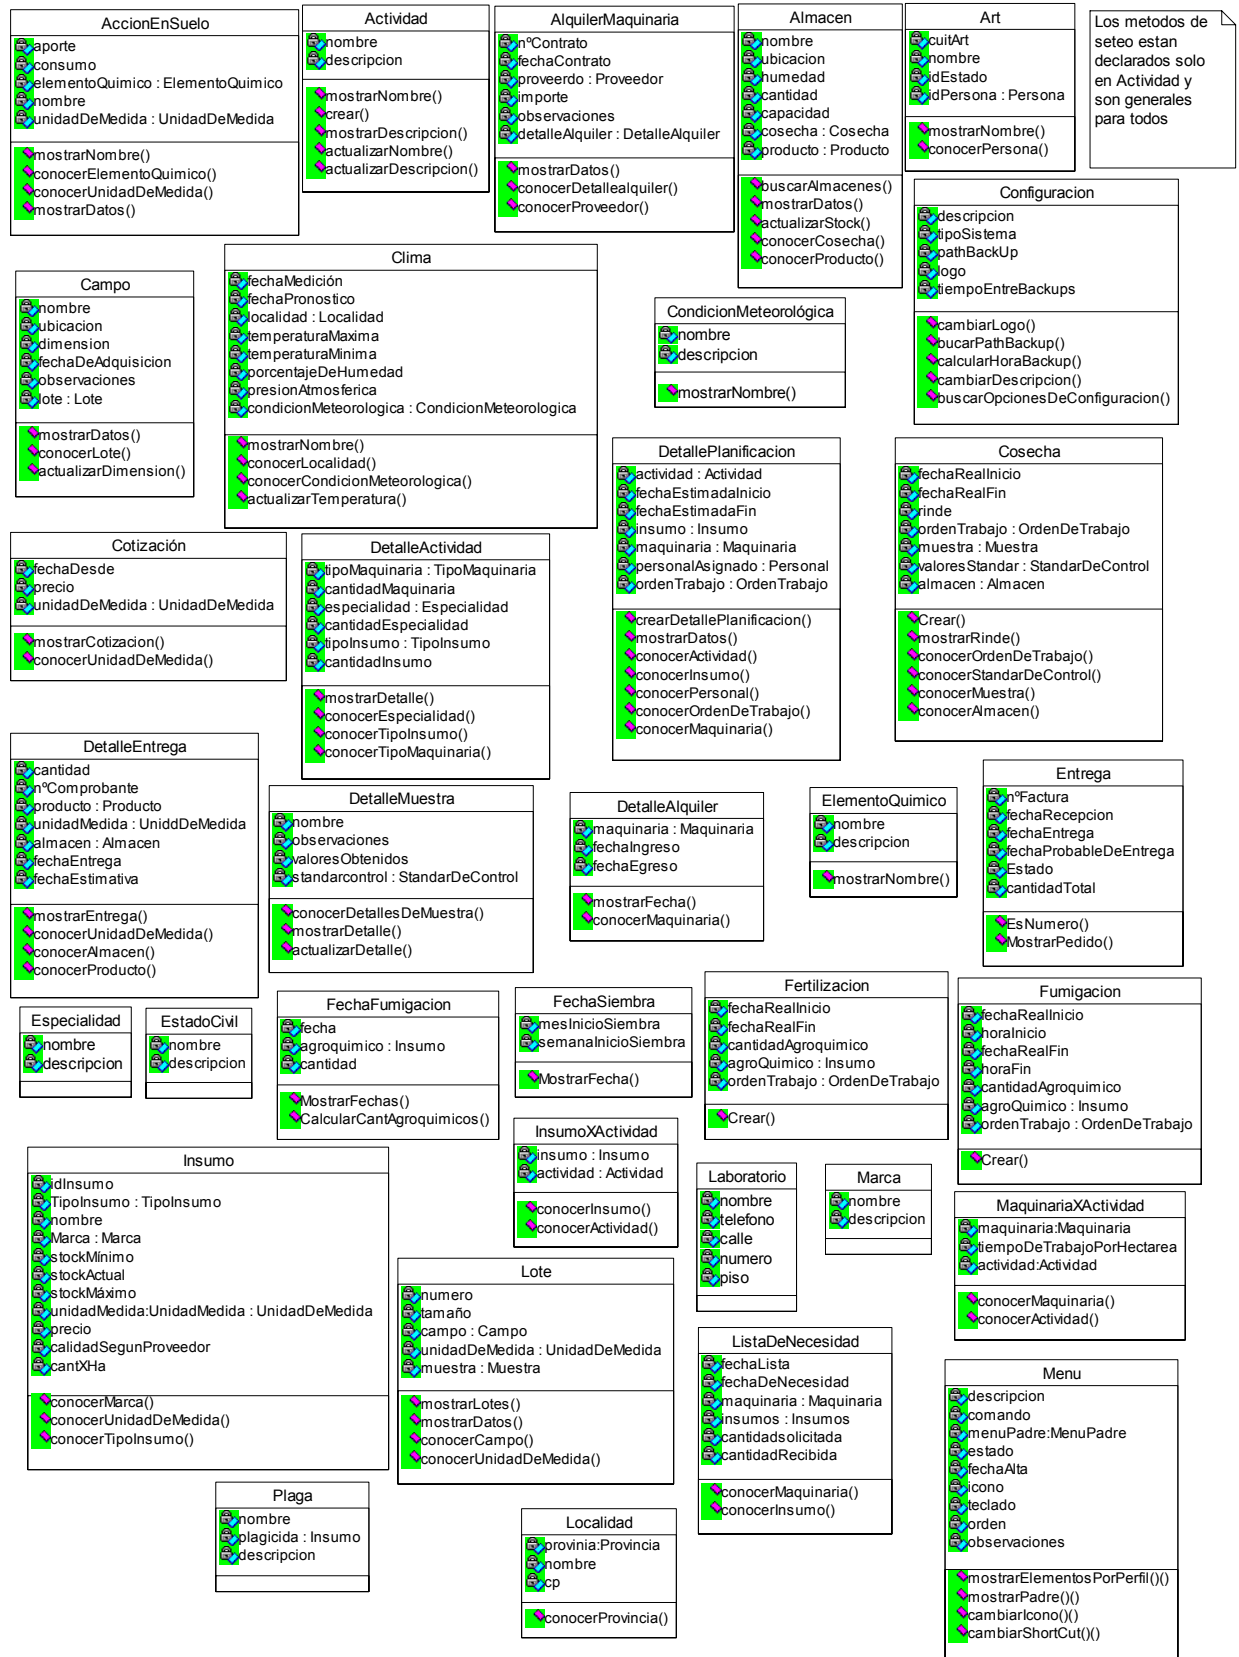 AccionEnSuelo
aporte
consumo
elementoQuimico : ElementoQuimico
nombre
unidadDeMedida : UnidadDeMedida
mostrarNombre()
conocerElementoQuimico()
conocerUnidadDeMedida()
mostrarDatos()
Actividad
nombre
descripcion
mostrarNombre()
crear()
mostrarDescripcion()
actualizarNombre()
actualizarDescripcion()
AlquilerMaquinaria
nºContrato
fechaContrato
proveerdo : Proveedor
importe
observaciones
detalleAlquiler : DetalleAlquiler
mostrarDatos()
conocerDetallealquiler()
conocerProveedor()
Almacen
nombre
ubicacion
humedad
cantidad
capacidad
cosecha : Cosecha
producto : Producto
buscarAlmacenes()
mostrarDatos()
actualizarStock()
conocerCosecha()
conocerProducto()
Art
cuitArt
nombre
idEstado
idPersona : Persona
mostrarNombre()
conocerPersona()
Los metodos de
seteo estan
declarados solo
en Actividad y
son generales
para todos
Configuracion
descripcion
tipoSistema
pathBackUp
logo
tiempoEntreBackups
cambiarLogo()
bucarPathBackup()
calcularHoraBackup()
cambiarDescripcion()
buscarOpcionesDeConfiguracion()
Campo
nombre
ubicacion
dimension
fechaDeAdquisicion
observaciones
lote : Lote
mostrarDatos()
conocerLote()
actualizarDimension()
Clima
fechaMedición
fechaPronostico
localidad : Localidad
temperaturaMaxima
temperaturaMinima
porcentajeDeHumedad
presionAtmosferica
condicionMeteorologica : CondicionMeteorologica
mostrarNombre()
conocerLocalidad()
conocerCondicionMeteorologica()
actualizarTemperatura()
CondicionMeteorológica
nombre
descripcion
mostrarNombre()
DetallePlanificacion
actividad : Actividad
fechaEstimadaInicio
fechaEstimadaFin
insumo : Insumo
maquinaria : Maquinaria
personalAsignado : Personal
ordenTrabajo : OrdenTrabajo
crearDetallePlanificacion()
mostrarDatos()
conocerActividad()
conocerInsumo()
conocerPersonal()
conocerOrdenDeTrabajo()
conocerMaquinaria()
Cosecha
fechaRealInicio
fechaRealFin
rinde
ordenTrabajo : OrdenDeTrabajo
muestra : Muestra
valoresStandar : StandarDeControl
almacen : Almacen
Crear()
mostrarRinde()
conocerOrdenDeTrabajo()
conocerStandarDeControl()
conocerMuestra()
conocerAlmacen()
Cotización
fechaDesde
precio
unidadDeMedida : UnidadDeMedida
mostrarCotizacion()
conocerUnidadDeMedida()
DetalleActividad
tipoMaquinaria : TipoMaquinaria
cantidadMaquinaria
especialidad : Especialidad
cantidadEspecialidad
tipoInsumo : TipoInsumo
cantidadInsumo
mostrarDetalle()
conocerEspecialidad()
conocerTipoInsumo()
conocerTipoMaquinaria()
DetalleEntrega
cantidad
nºComprobante
producto : Producto
unidadMedida : UniddDeMedida
almacen : Almacen
fechaEntrega
fechaEstimativa
mostrarEntrega()
conocerUnidadDeMedida()
conocerAlmacen()
conocerProducto()
DetalleMuestra
nombre
observaciones
valoresObtenidos
standarcontrol : StandarDeControl
conocerDetallesDeMuestra()
mostrarDetalle()
actualizarDetalle()
DetalleAlquiler
maquinaria : Maquinaria
fechaIngreso
fechaEgreso
mostrarFecha()
conocerMaquinaria()
ElementoQuimico
nombre
descripcion
mostrarNombre()
Entrega
nºFactura
fechaRecepcion
fechaEntrega
fechaProbableDeEntrega
Estado
cantidadTotal
EsNumero()
MostrarPedido()
Especialidad
nombre
descripcion
EstadoCivil
nombre
descripcion
FechaFumigacion
fecha
agroquimico : Insumo
cantidad
MostrarFechas()
CalcularCantAgroquimicos()
FechaSiembra
mesInicioSiembra
semanaInicioSiembra
MostrarFecha()
Fertilizacion
fechaRealInicio
fechaRealFin
cantidadAgroquimico
agroQuimico : Insumo
ordenTrabajo : OrdenDeTrabajo
Crear()
Fumigacion
fechaRealInicio
horaInicio
fechaRealFin
horaFin
cantidadAgroquimico
agroQuimico : Insumo
ordenTrabajo : OrdenDeTrabajo
Crear()
Insumo
idInsumo
TipoInsumo : TipoInsumo
nombre
Marca : Marca
stockMínimo
stockActual
stockMáximo
unidadMedida:UnidadMedida : UnidadDeMedida
precio
calidadSegunProveedor
cantXHa
conocerMarca()
conocerUnidadDeMedida()
conocerTipoInsumo()
InsumoXActividad
insumo : Insumo
actividad : Actividad
conocerInsumo()
conocerActividad()
Laboratorio
nombre
telefono
calle
numero
piso
Marca
nombre
descripcion
MaquinariaXActividad
maquinaria:Maquinaria
tiempoDeTrabajoPorHectarea
actividad:Actividad
conocerMaquinaria()
conocerActividad()
Lote
numero
tamaño
campo : Campo
unidadDeMedida : UnidadDeMedida
muestra : Muestra
mostrarLotes()
mostrarDatos()
conocerCampo()
conocerUnidadDeMedida()
ListaDeNecesidad
fechaLista
fechaDeNecesidad
maquinaria : Maquinaria
insumos : Insumos
cantidadsolicitada
cantidadRecibida
conocerMaquinaria()
conocerInsumo()
Menu
descripcion
comando
menuPadre:MenuPadre
estado
fechaAlta
icono
teclado
orden
observaciones
mostrarElementosPorPerfil()()
mostrarPadre()()
cambiarIcono()()
cambiarShortCut()()
Plaga
nombre
plagicida : Insumo
descripcion
Localidad
provinia:Provincia
nombre
cp
conocerProvincia()